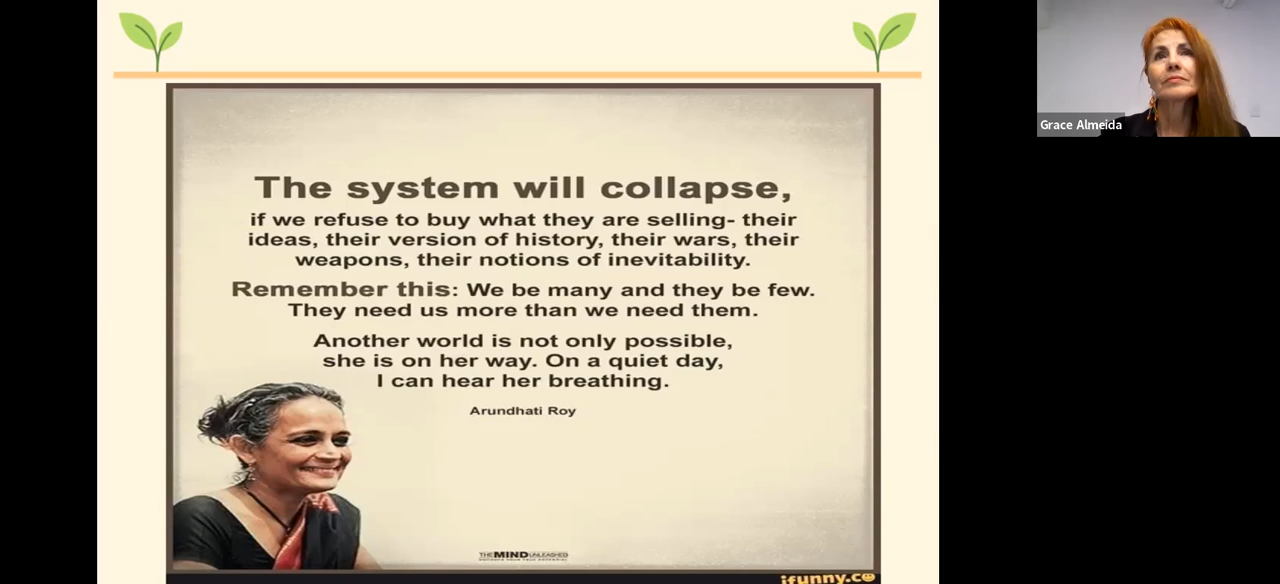 The system will collapse,
if we refuse to buy what they are selling- their
ideas, their version of history, their wars, their
weapons, their notions of inevitability.
Remember this: We be many and they be few.
They need us more than we need them.
Another world is not only possible,
she is on her way. On a quiet day,
I can hear her breathing.
Arundhati Roy
THE MIND UNLEASHED
ifunny.co
Grace Almeida